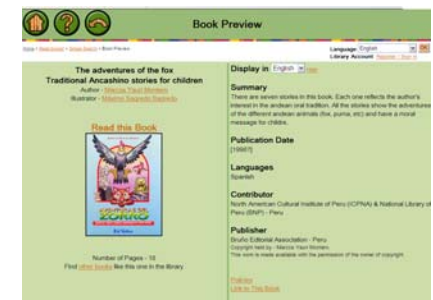 Book Preview
Language English
Library Account
The adventures of the fox
Traditional Ancashino stories for children
Author - Marcos Yauri Montero
Illustrator -
Read this Book
ZORRO
Number of Pages - 16
Find other books like this one in the library.
Display in English
Summary
There are seven stories in this book. Each one reflects the author's
interest in the andean oral tradition. All the stories show the adventures
of the different andean animals (fox, puma, etc) and have a moral
message for childre.
Publication Date
[1998?]
Languages
Spanish
Contributor
North American Cultural Institute of Peru (ICPNA) & National Library of
Peru (BNP) - Peru
Publisher
Bruño Editorial Association - Peru
Copyright held by - Marcos Yauri Montero.
This work is made available with the permission of the owner of copyright.
Policies
Link to This Book